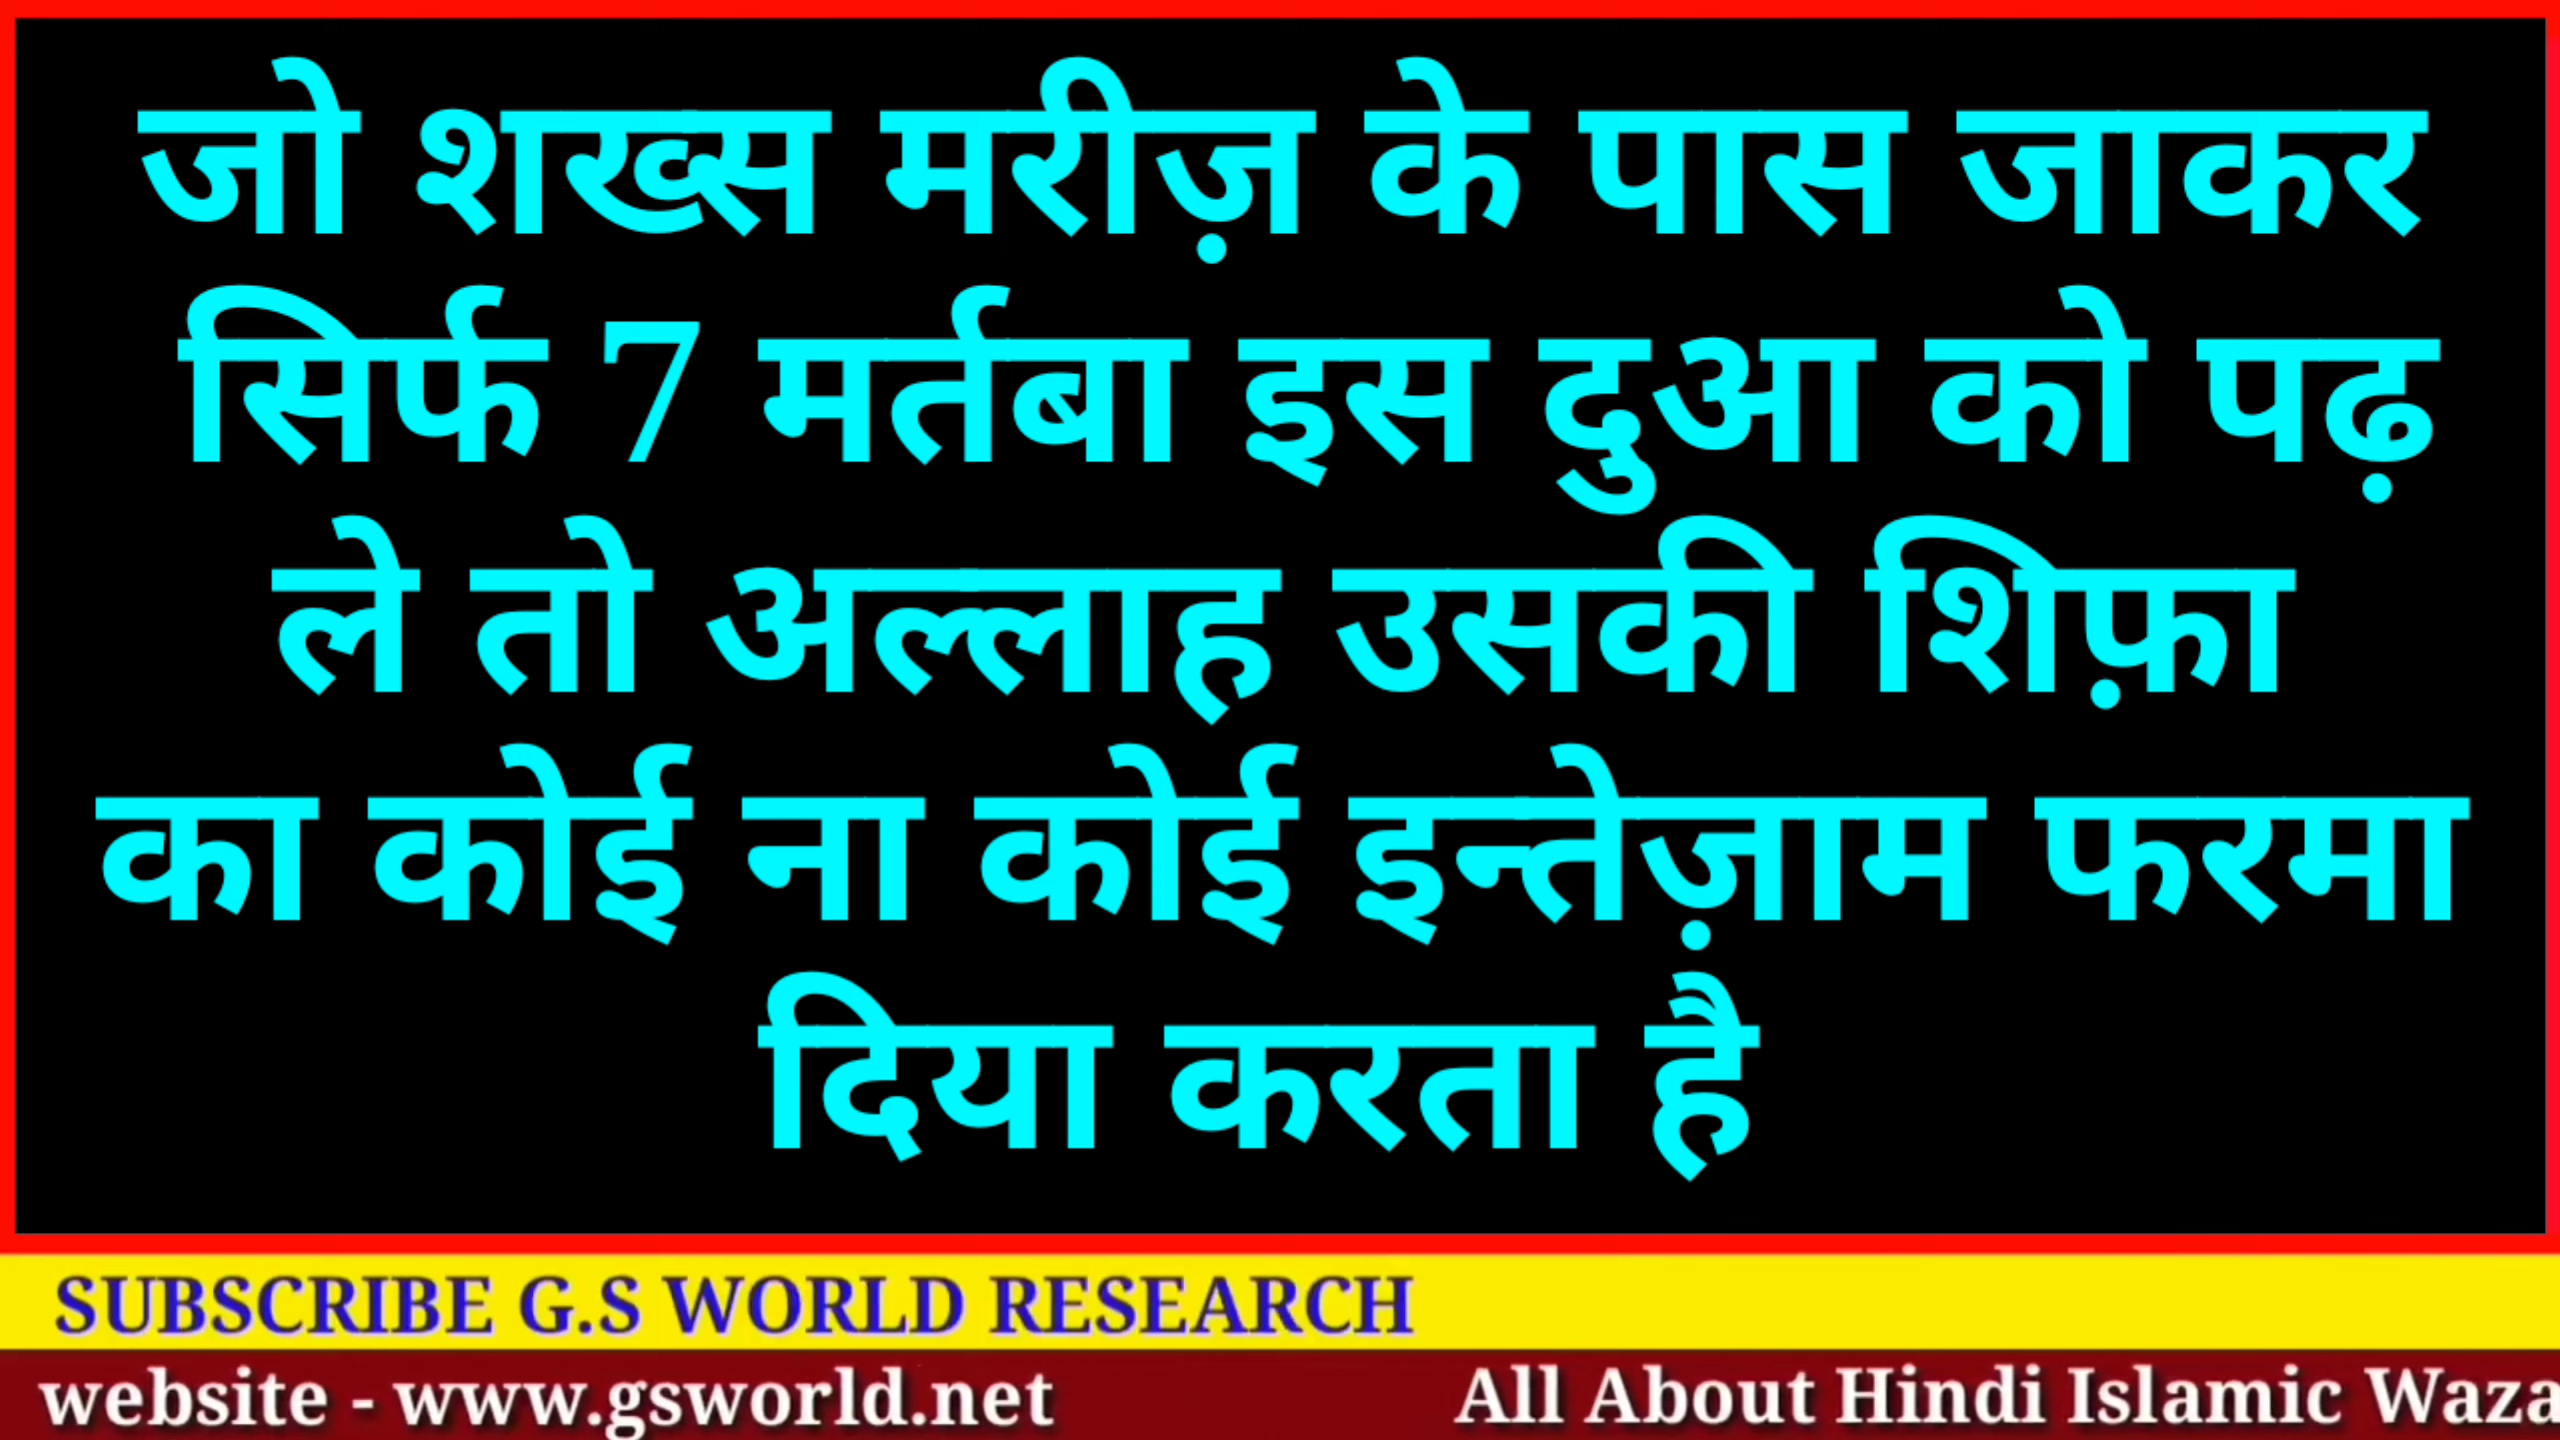 जो शख्स मरीज़ के पास जाकर
सिर्फ 7 मर्तबा इस दुआ को पढ़
ले तो अल्लाह उसकी शिफ़ा
का कोई ना कोई इन्तेज़ाम फरमा
दिया करता है
SUBSCRIBE G.S WORLD RESEARCH
website - www.gsworld.net All About Hindi Islamic Waza